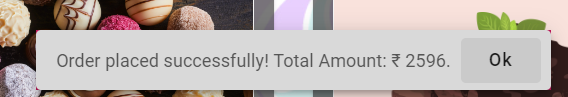 Order placed successfully! Total Amount: ₹ 2596.
Ok